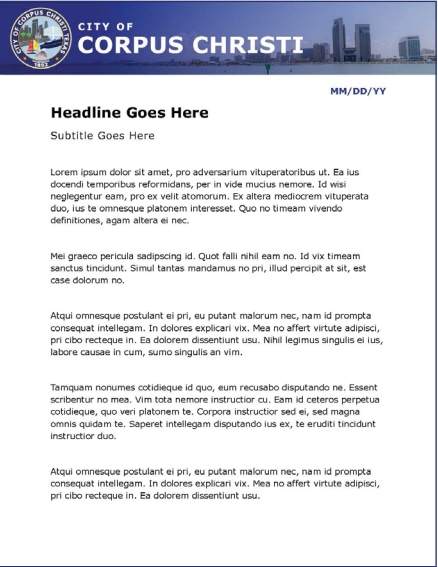 CITY OF CORPUS CHRISTI TEXAS
1852
CITY OF
CORPUS CHRISTI
MM/DD/YY
Headline Goes Here
Subtitle Goes Here
Lorem ipsum dolor sit amet, pro adversarium vituperatoribus ut. Ea ius
docendi temporibus reformidans, per in vide mucius nemore. Id wisi
neglegentur eam, pro ex velit atomorum. Ex altera mediocrem vituperata
duo, ius te omnesque platonem interesset. Quo no timeam vivendo
definitiones, agam altera ei nec.
Mei graeco pericula sadipscing id. Quot falli nihil eam no. Id vix timeam
sanctus tincidunt. Simul tantas mandamus no pri, illud percipit at sit, est
case dolorum no.
Atqui omnesque postulant ei pri, eu putant malorum nec, nam id prompta
consequat intellegam. In dolores explicari vix. Mea no affert virtute adipisci,
pri cibo recteque in. Ea dolorem dissentiunt usu. Nihil legimus singulis ei ius,
labore causae in cum, sumo singulis an vim.
Tamquam nonumes cotidieque id quo, eum recusabo disputando ne. Essent
scribentur no mea. Vim tota nemore instructior cu. Eam id ceteros perpetua
cotidieque, quo veri platonem te. Corpora instructior sed ei, sed magna
omnis quidam te. Saperet intellegam disputando ius ex, te eruditi tincidunt
instructior duo.
Atqui omnesque postulant ei pri, eu putant malorum nec, nam id prompta
consequat intellegam. In dolores explicari vix. Mea no affert virtute adipisci,
pri cibo recteque in. Ea dolorem dissentiunt usu.